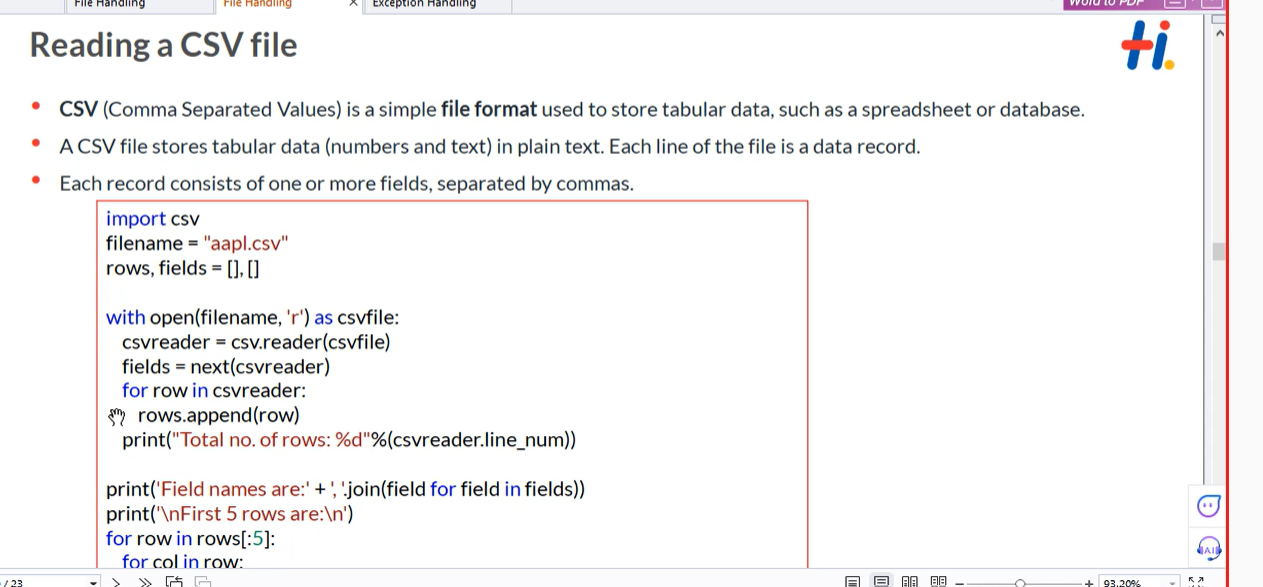 File Handling
File Handling
Exception Handling
Word to PDF
Reading a CSV file
Hi.
• CSV (Comma Separated Values) is a simple file format used to store tabular data, such as a spreadsheet or database.
• A CSV file stores tabular data (numbers and text) in plain text. Each line of the file is a data record.
• Each record consists of one or more fields, separated by commas.
import csv
filename = "aapl.csv"
rows, fields = [], []
with open(filename, 'r') as csvfile:
csvreader = csv.reader(csvfile)
fields = next(csvreader)
for row in csvreader:
rows.append(row)
print("Total no. of rows: %d"%(csvreader.line_num))
print('Field names are:' + ', '.join(field for field in fields))
print('\nFirst 5 rows are:\n')
for row in rows[:5]:
for col in row:
AI
/ 23
93.20%